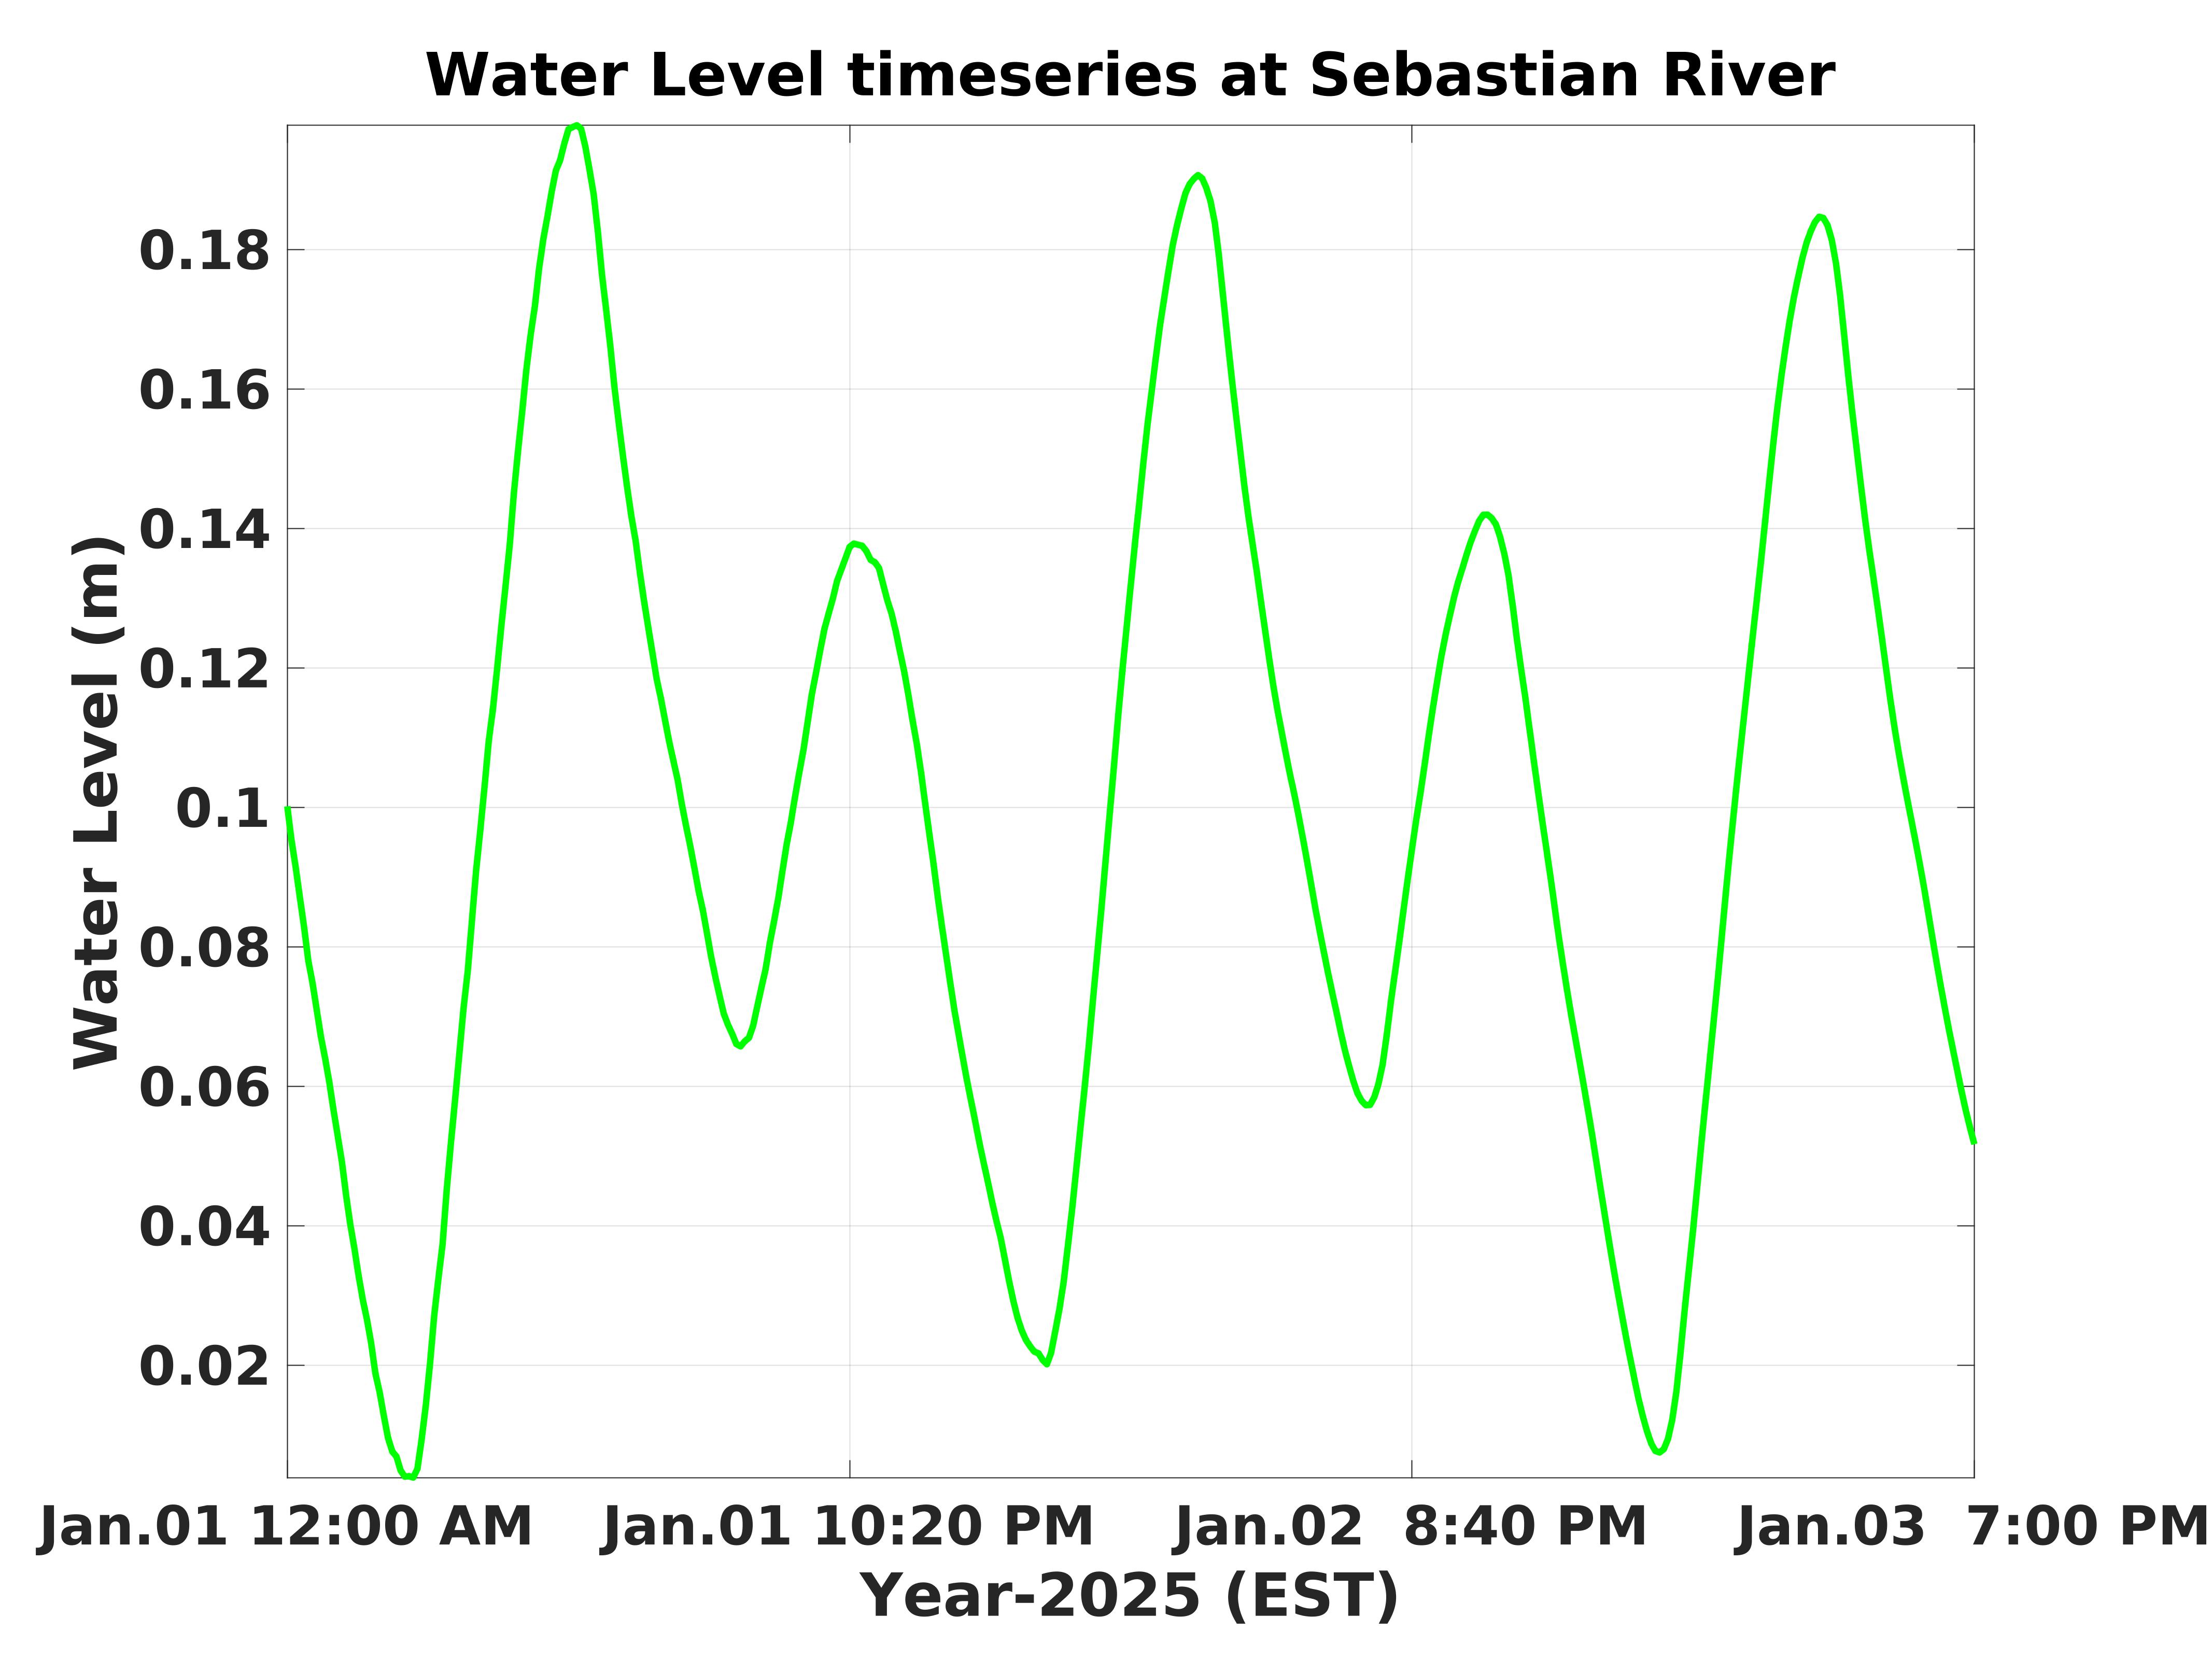 Water Level timeseries at Sebastian River
Water Level (m)
0.18
0.16
0.14
0.12
0.1
0.08
0.06
0.04
0.02
Jan.01 12:00 AM Jan.01 10:20 PM Jan.02 8:40 PM Jan.03 7:00 PM
Year-2025 (EST)